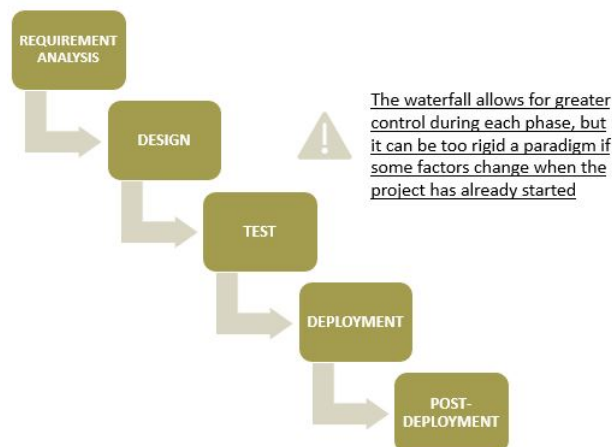 REQUIREMENT
ANALYSIS
DESIGN
The waterfall allows for greater
control during each phase, but
it can be too rigid a paradigm if
some factors change when the
project has already started
TEST
DEPLOYMENT
POST-
DEPLOYMENT